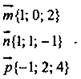 m⃗{1; 0; 2}
n⃗{1; 1; −1},
p⃗{−1; 2; 4}